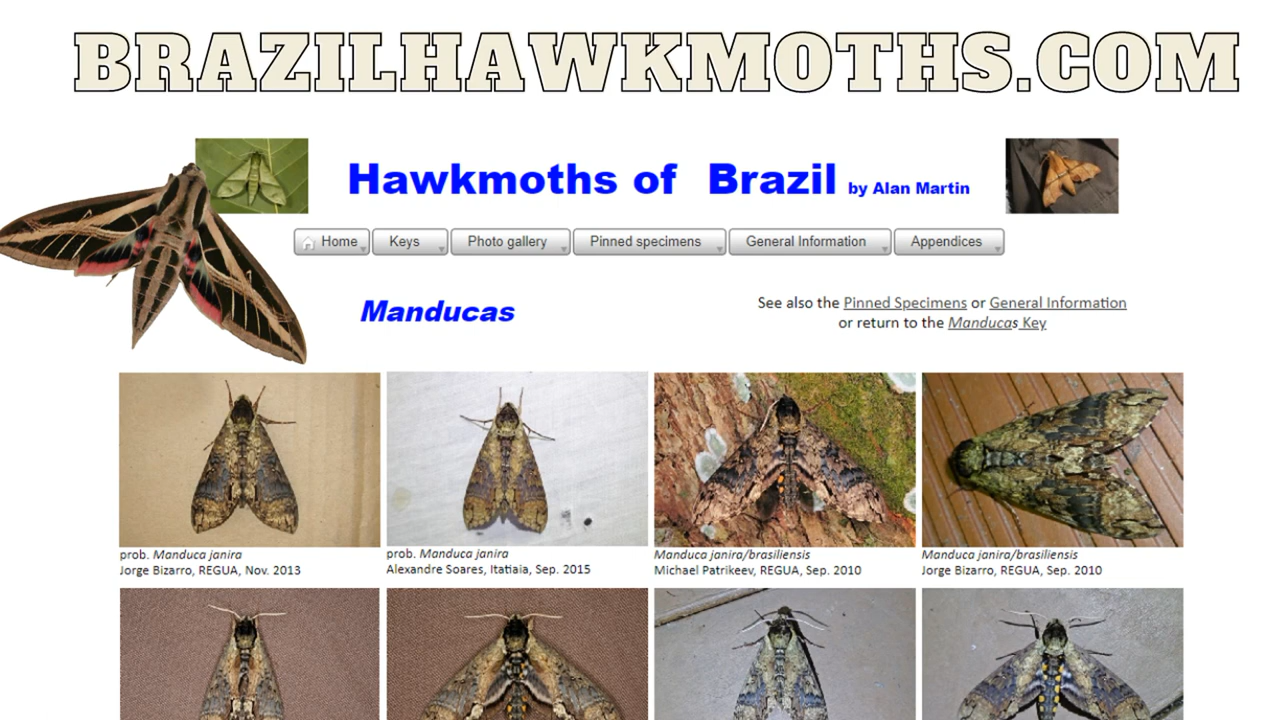 BRAZILHAWKMOTHS.COM
Hawkmoths of Brazil by Alan Martin
Home Keys Photo gallery Pinned specimens General Information Appendices
Manducas
See also the Pinned Specimens or General Information
or return to the Manducas Key
prob. Manduca janira
Jorge Bizarro, REGUA, Nov. 2013
prob. Manduca janira
Alexandre Soares, Itatiaia, Sep. 2015
Manduca janira/brasiliensis
Michael Patrikeev, REGUA, Sep. 2010
Manduca janira/brasiliensis
Jorge Bizarro, REGUA, Sep. 2010